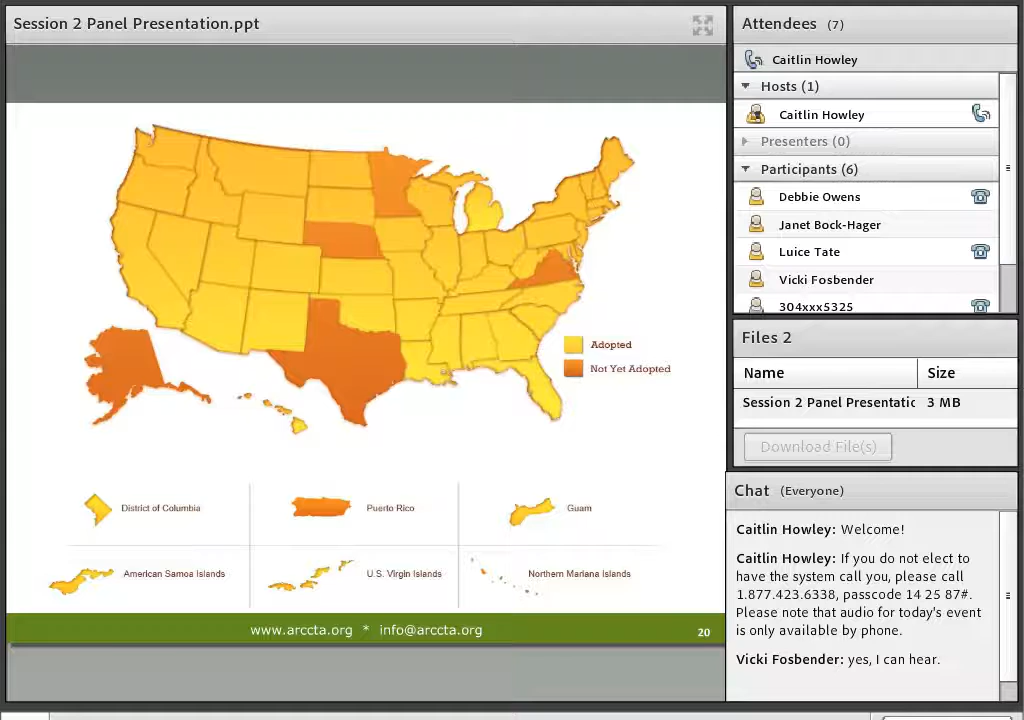 Session 2 Panel Presentation.ppt
Adopted
Not Yet Adopted
District of Columbia
Puerto Rico
Guam
American Samoa Islands
U.S. Virgin Islands
Northern Mariana Islands
www.arccta.org * info@arccta.org
20
Attendees (7)
Caitlin Howley
Hosts (1)
Caitlin Howley
Presenters (0)
Participants (6)
Debbie Owens
Janet Bock-Hager
Luice Tate
Vicki Fosbender
304xxx5325
Files 2
Name Size
Session 2 Panel Presentatic 3 MB
Download File(s)
Chat (Everyone)
Caitlin Howley: Welcome!
Caitlin Howley: If you do not elect to
have the system call you, please call
1.877.423.6338, passcode 14 25 87#.
Please note that audio for today's event
is only available by phone.
Vicki Fosbender: yes, I can hear.